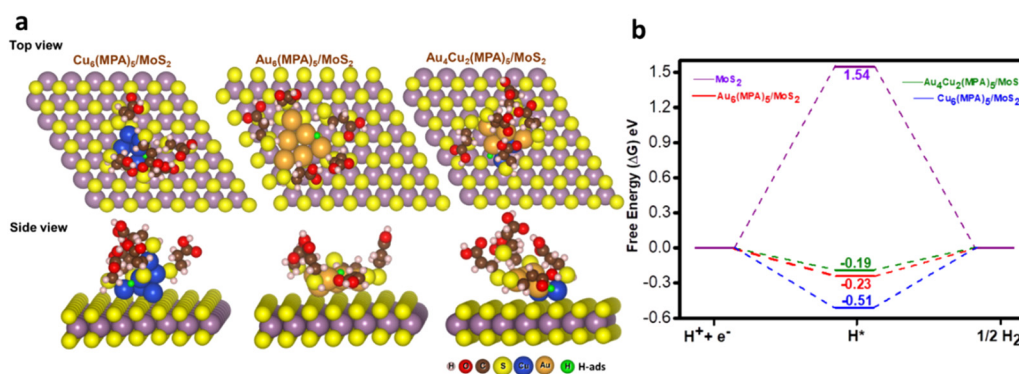 a
Top view
Cu6(MPA)5/MoS2
Au6(MPA)5/MoS2
Au4Cu2(MPA)5/MoS2
Side view
H O C S Cu Au H H-ads
b
Free Energy (ΔG) eV
1.5
1.2
0.9
0.6
0.3
0.0
-0.3
-0.6
MoS2
Au6(MPA)5/MoS2
Au4Cu2(MPA)5/MoS
Cu6(MPA)5/MoS2
1.54
-0.19
-0.23
-0.51
H+ + e-
H*
1/2 H2